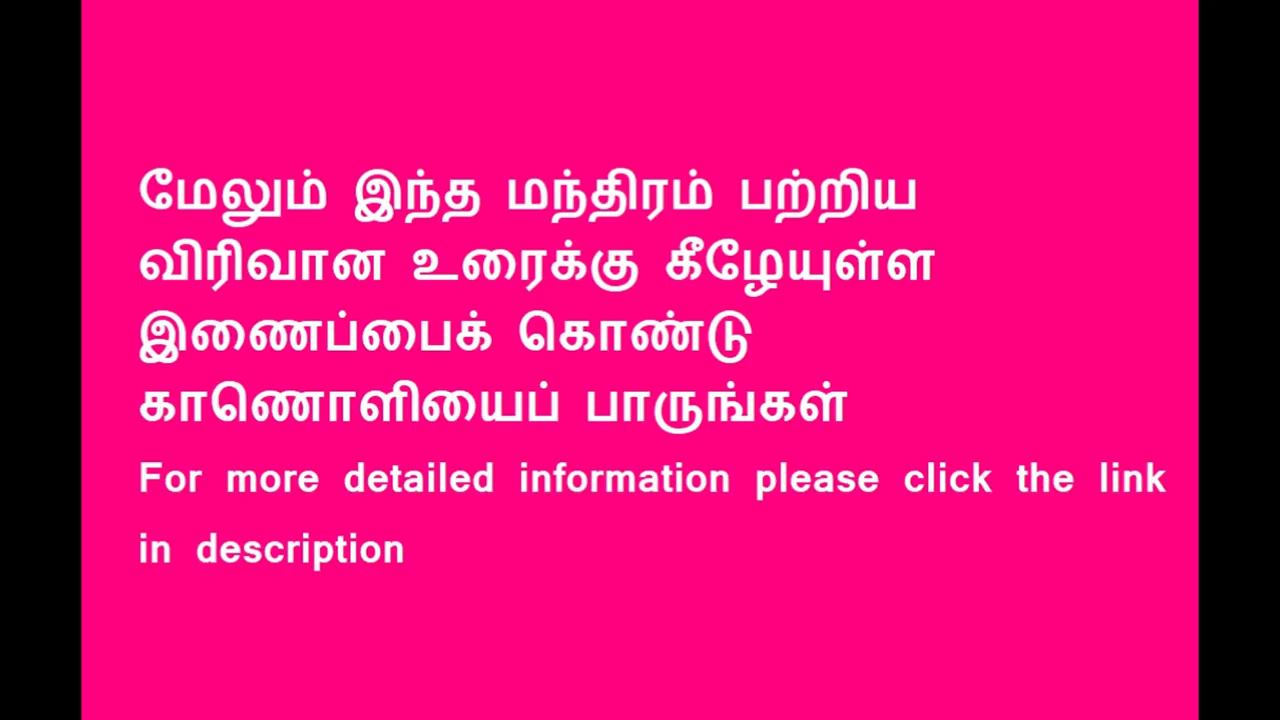 மேலும் இந்த மந்திரம் பற்றிய
விரிவான உரைக்கு கீழேயுள்ள
இணைப்பைக் கொண்டு
காணொளியைப் பாருங்கள்
For more detailed information please click the link
in description